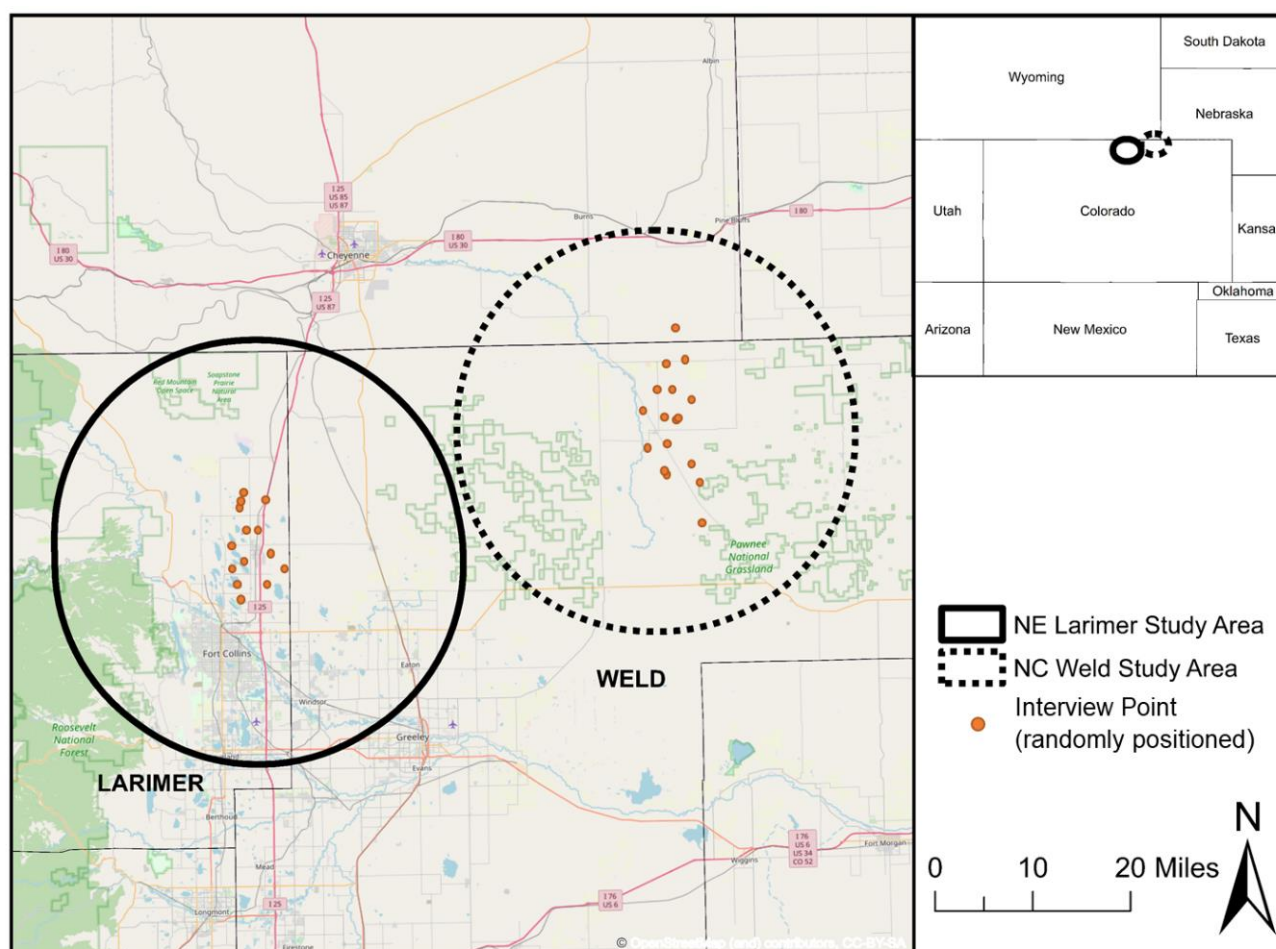 Albin
I 25
US 85
US 87
Burns
Pine Bluffs
I 80
I 80
US 30
I 80
US 30
Cheyenne
I 25
US 87
Red Mountain
Open Space
Soapstone
Prairie
Natural
Area
Pawnee
National
Grassland
I 25
Fort Collins
Eaton
WELD
Windsor
Roosevelt
National
Forest
Greeley
Evans
LARIMER
Berthoud
I 76
US 6
US 34
CO 52
Fort Morgan
Wiggins
Mead
I 76
US 6
Longmont
I 25
Firestone
© OpenStreetMap (and) contributors, CC-BY-SA
South Dakota
Wyoming
Nebraska
Utah
Colorado
Kansa
Oklahoma
Arizona
New Mexico
Texas
NE Larimer Study Area
NC Weld Study Area
Interview Point
(randomly positioned)
N
0 10 20 Miles